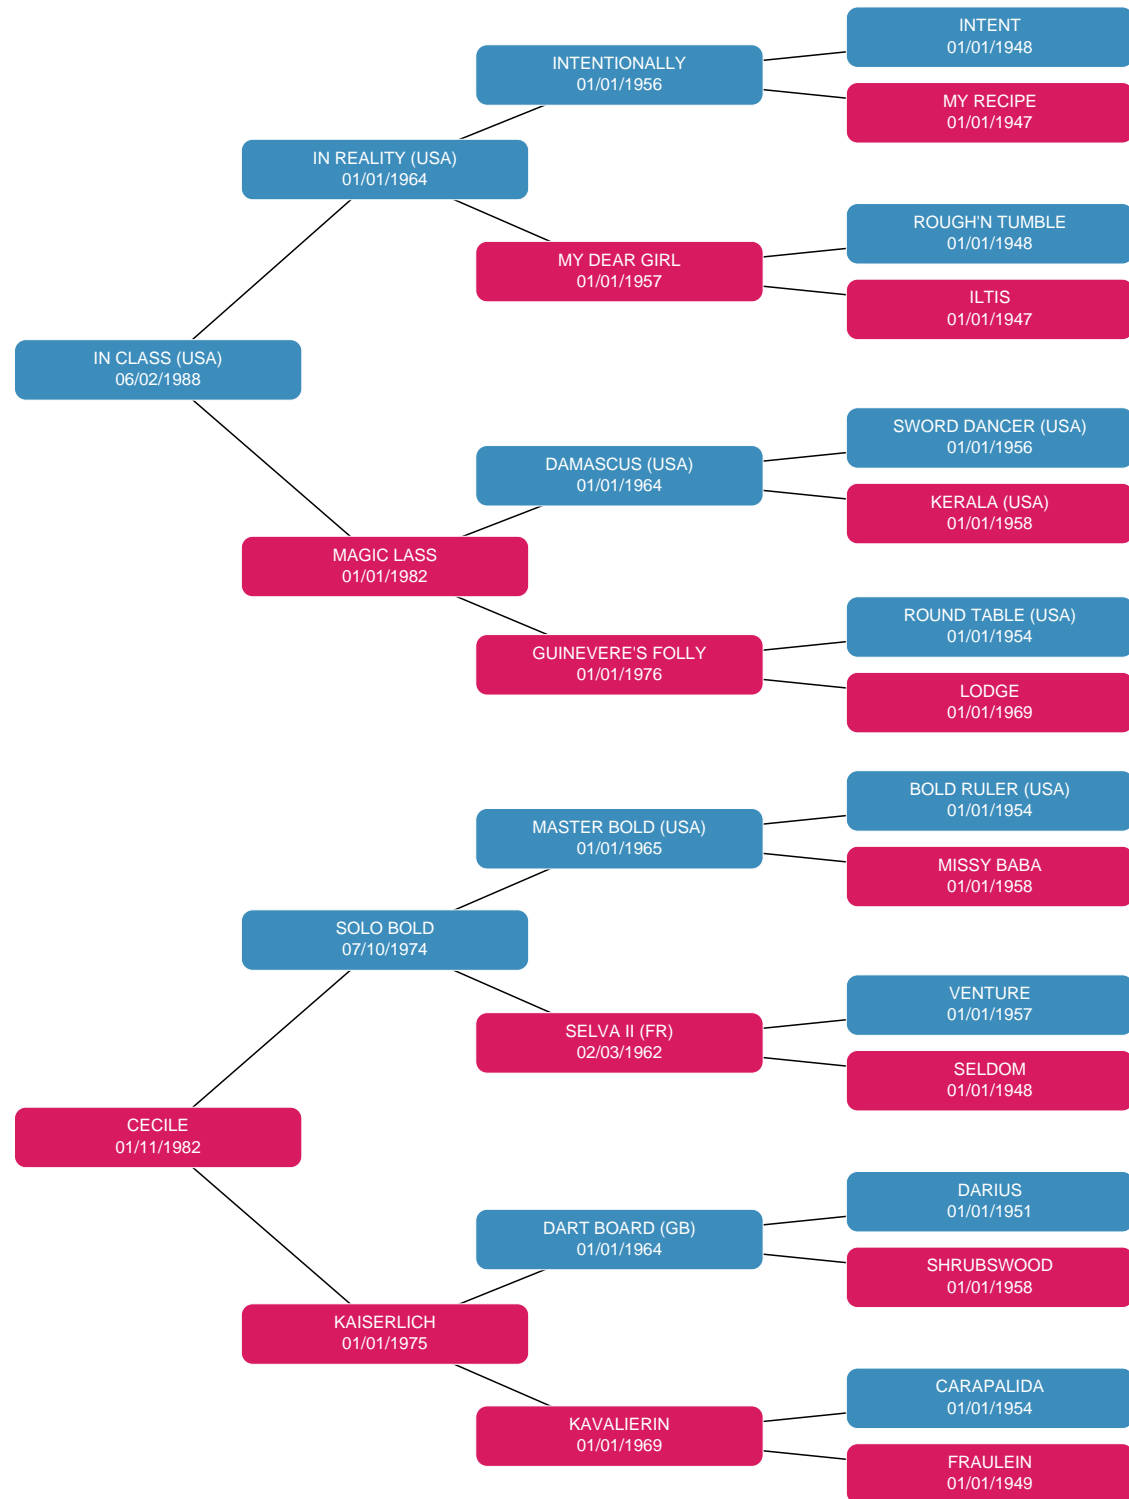 INTENT
01/01/1948
INTENTIONALLY
01/01/1956
MY RECIPE
01/01/1947
IN REALITY (USA)
01/01/1964
ROUGH'N TUMBLE
01/01/1948
MY DEAR GIRL
01/01/1957
ILTIS
01/01/1947
IN CLASS (USA)
06/02/1988
SWORD DANCER (USA)
01/01/1956
DAMASCUS (USA)
01/01/1964
KERALA (USA)
01/01/1958
MAGIC LASS
01/01/1982
ROUND TABLE (USA)
01/01/1954
GUINEVERE'S FOLLY
01/01/1976
LODGE
01/01/1969
BOLD RULER (USA)
01/01/1954
MASTER BOLD (USA)
01/01/1965
MISSY BABA
01/01/1958
SOLO BOLD
07/10/1974
VENTURE
01/01/1957
SELVA II (FR)
02/03/1962
SELDOM
01/01/1948
CECILE
01/11/1982
DARIUS
01/01/1951
DART BOARD (GB)
01/01/1964
SHRUBSWOOD
01/01/1958
KAISERLICH
01/01/1975
CARAPALIDA
01/01/1954
KAVALIERIN
01/01/1969
FRAULEIN
01/01/1949